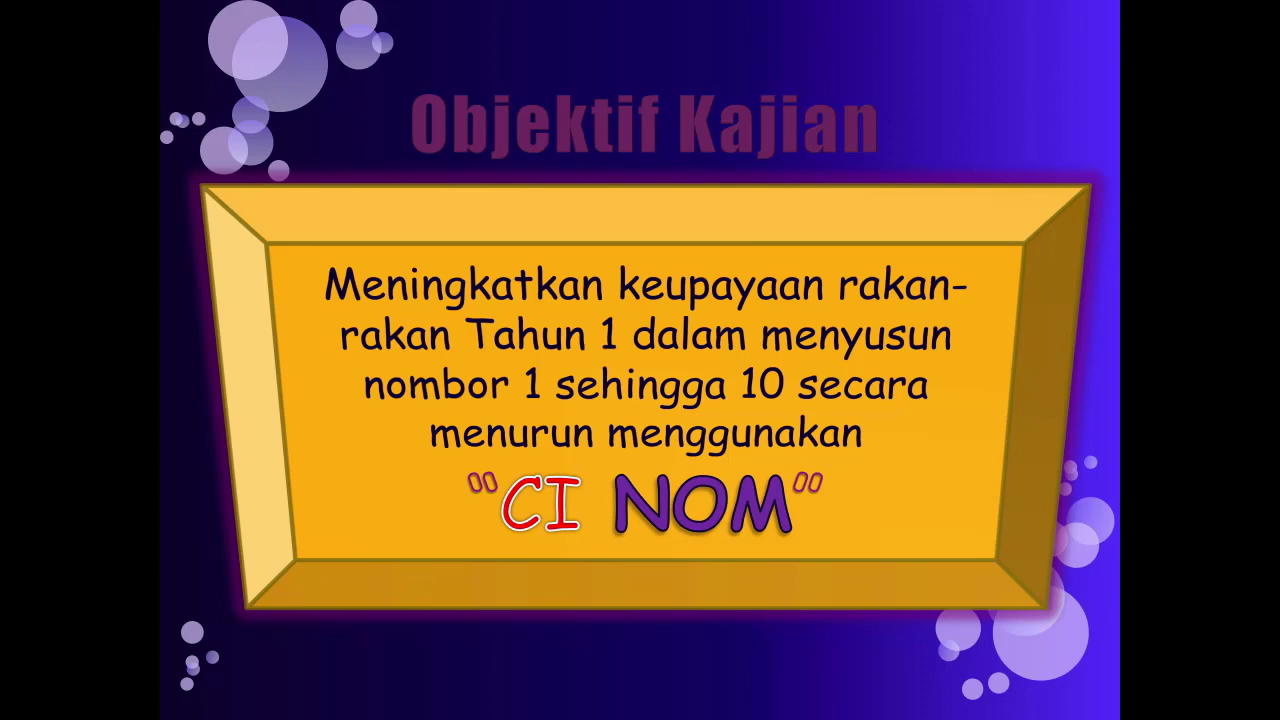 Objektif Kajian
Meningkatkan keupayaan rakan-
rakan Tahun 1 dalam menyusun
nombor 1 sehingga 10 secara
menurun menggunakan
"CI NOM"